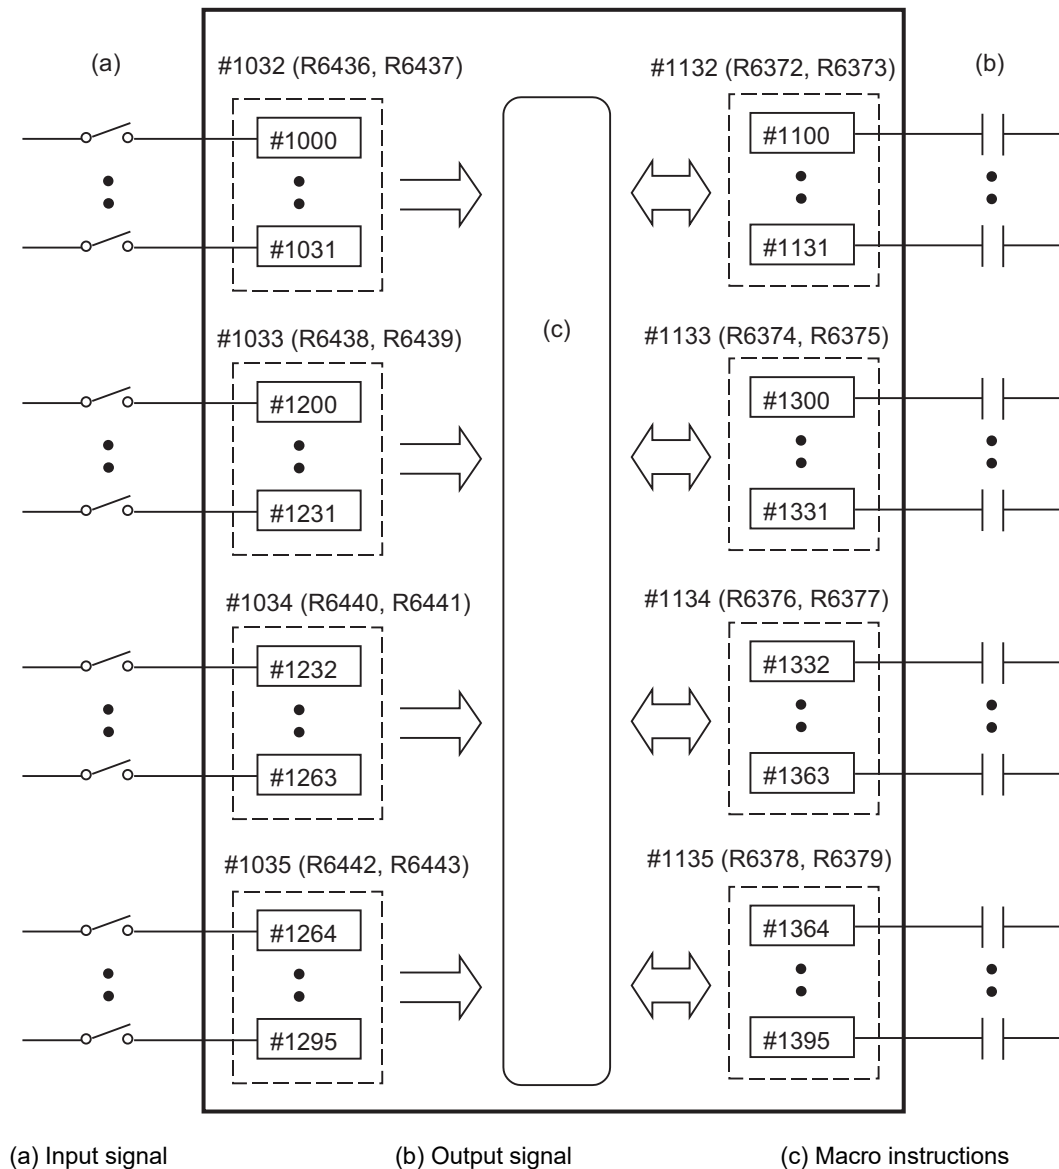 (a)
(b)
#1032 (R6436, R6437)
#1132 (R6372, R6373)
#1000
#1100
#1031
#1131
(c)
#1033 (R6438, R6439)
#1133 (R6374, R6375)
#1200
#1300
#1231
#1331
#1034 (R6440, R6441)
#1134 (R6376, R6377)
#1232
#1332
#1263
#1363
#1035 (R6442, R6443)
#1135 (R6378, R6379)
#1264
#1364
#1295
#1395
(a) Input signal
(b) Output signal
(c) Macro instructions